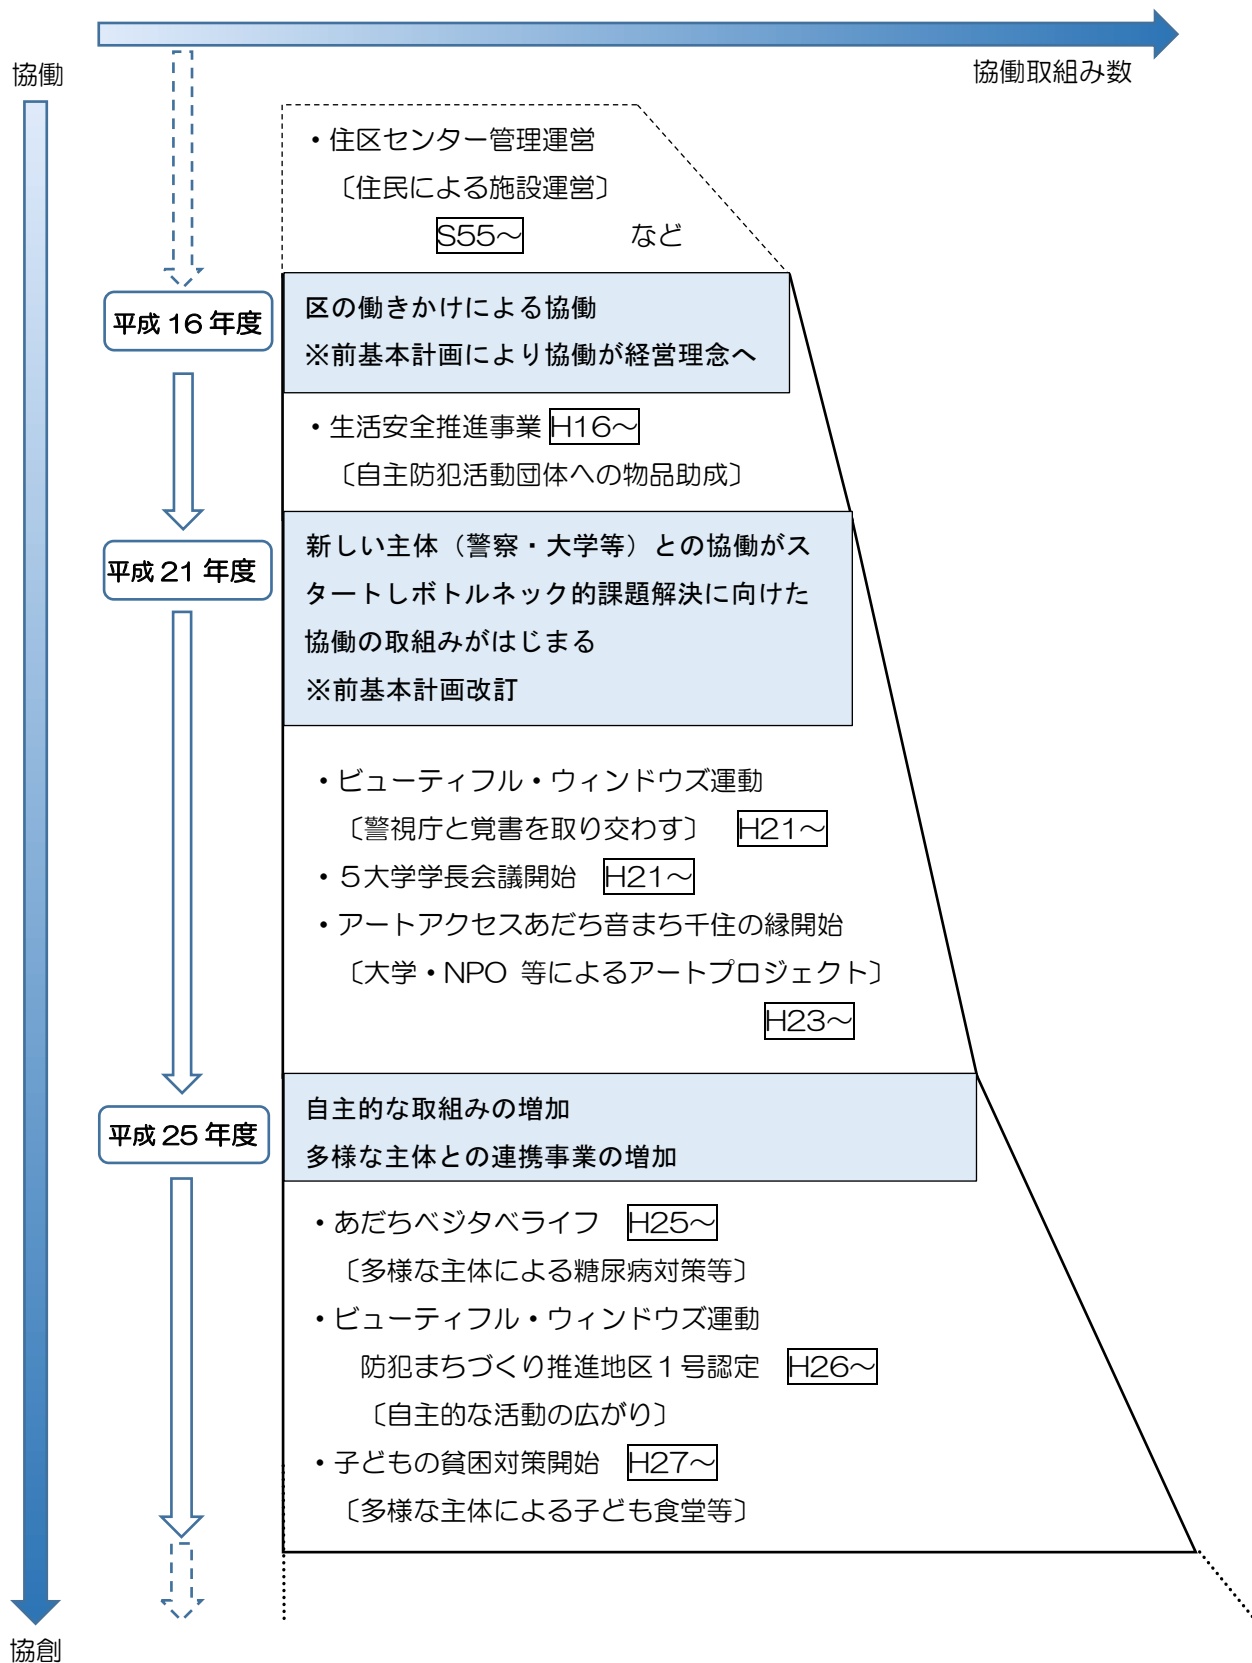 協働取組み数
協働
・住区センター管理運営
〔住民による施設運営〕
S55～ など
平成 16 年度
区の働きかけによる協働
※前基本計画により協働が経営理念へ
・生活安全推進事業 H16～
〔自主防犯活動団体への物品助成〕
平成 21 年度
新しい主体（警察・大学等）との協働がス
タートしボトルネック的課題解決に向けた
協働の取組みがはじまる
※前基本計画改訂
・ビューティフル・ウィンドウズ運動
〔警視庁と覚書を取り交わす〕 H21～
・５大学学長会議開始 H21～
・アートアクセスあだち音まち千住の縁開始
〔大学・NPO 等によるアートプロジェクト〕
H23～
平成 25 年度
自主的な取組みの増加
多様な主体との連携事業の増加
・あだちベジタベライフ H25～
〔多様な主体による糖尿病対策等〕
・ビューティフル・ウィンドウズ運動
防犯まちづくり推進地区１号認定 H26～
〔自主的な活動の広がり〕
・子どもの貧困対策開始 H27～
〔多様な主体による子ども食堂等〕
協創